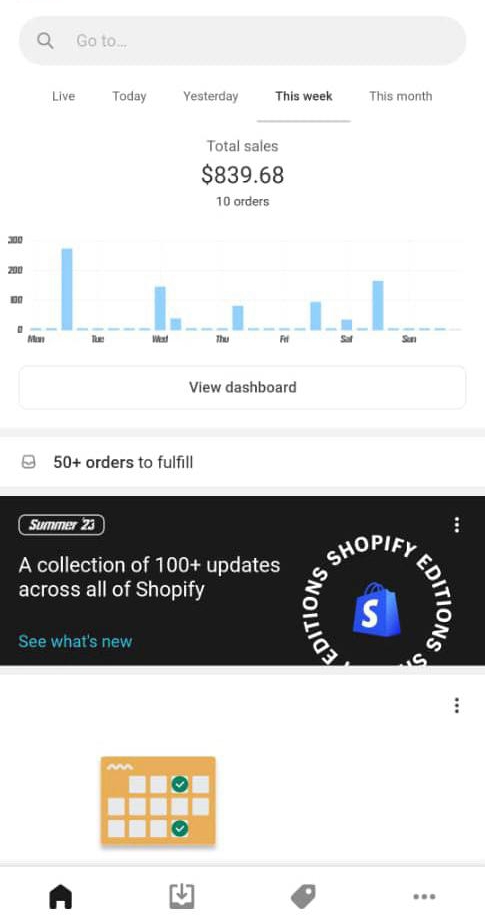 Go to...
Live Today Yesterday This week This month
Total sales
$839.68
10 orders
300
200
100
0
Mon Tue Wed Thu Fri Sat Sun
View dashboard
50+ orders to fulfill
Summer '23
A collection of 100+ updates
across all of Shopify
See what's new
SHOPIFY EDITIONS
EDITIONS
S